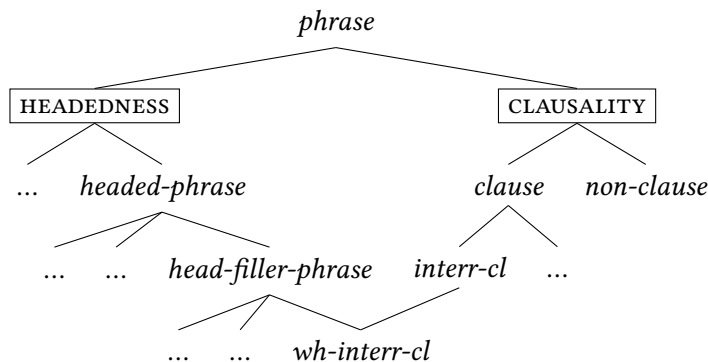 phrase
HEADEDNESS CLAUSALITY
... headed-phrase clause non-clause
... ... head-filler-phrase interr-cl ...
... ... wh-interr-cl